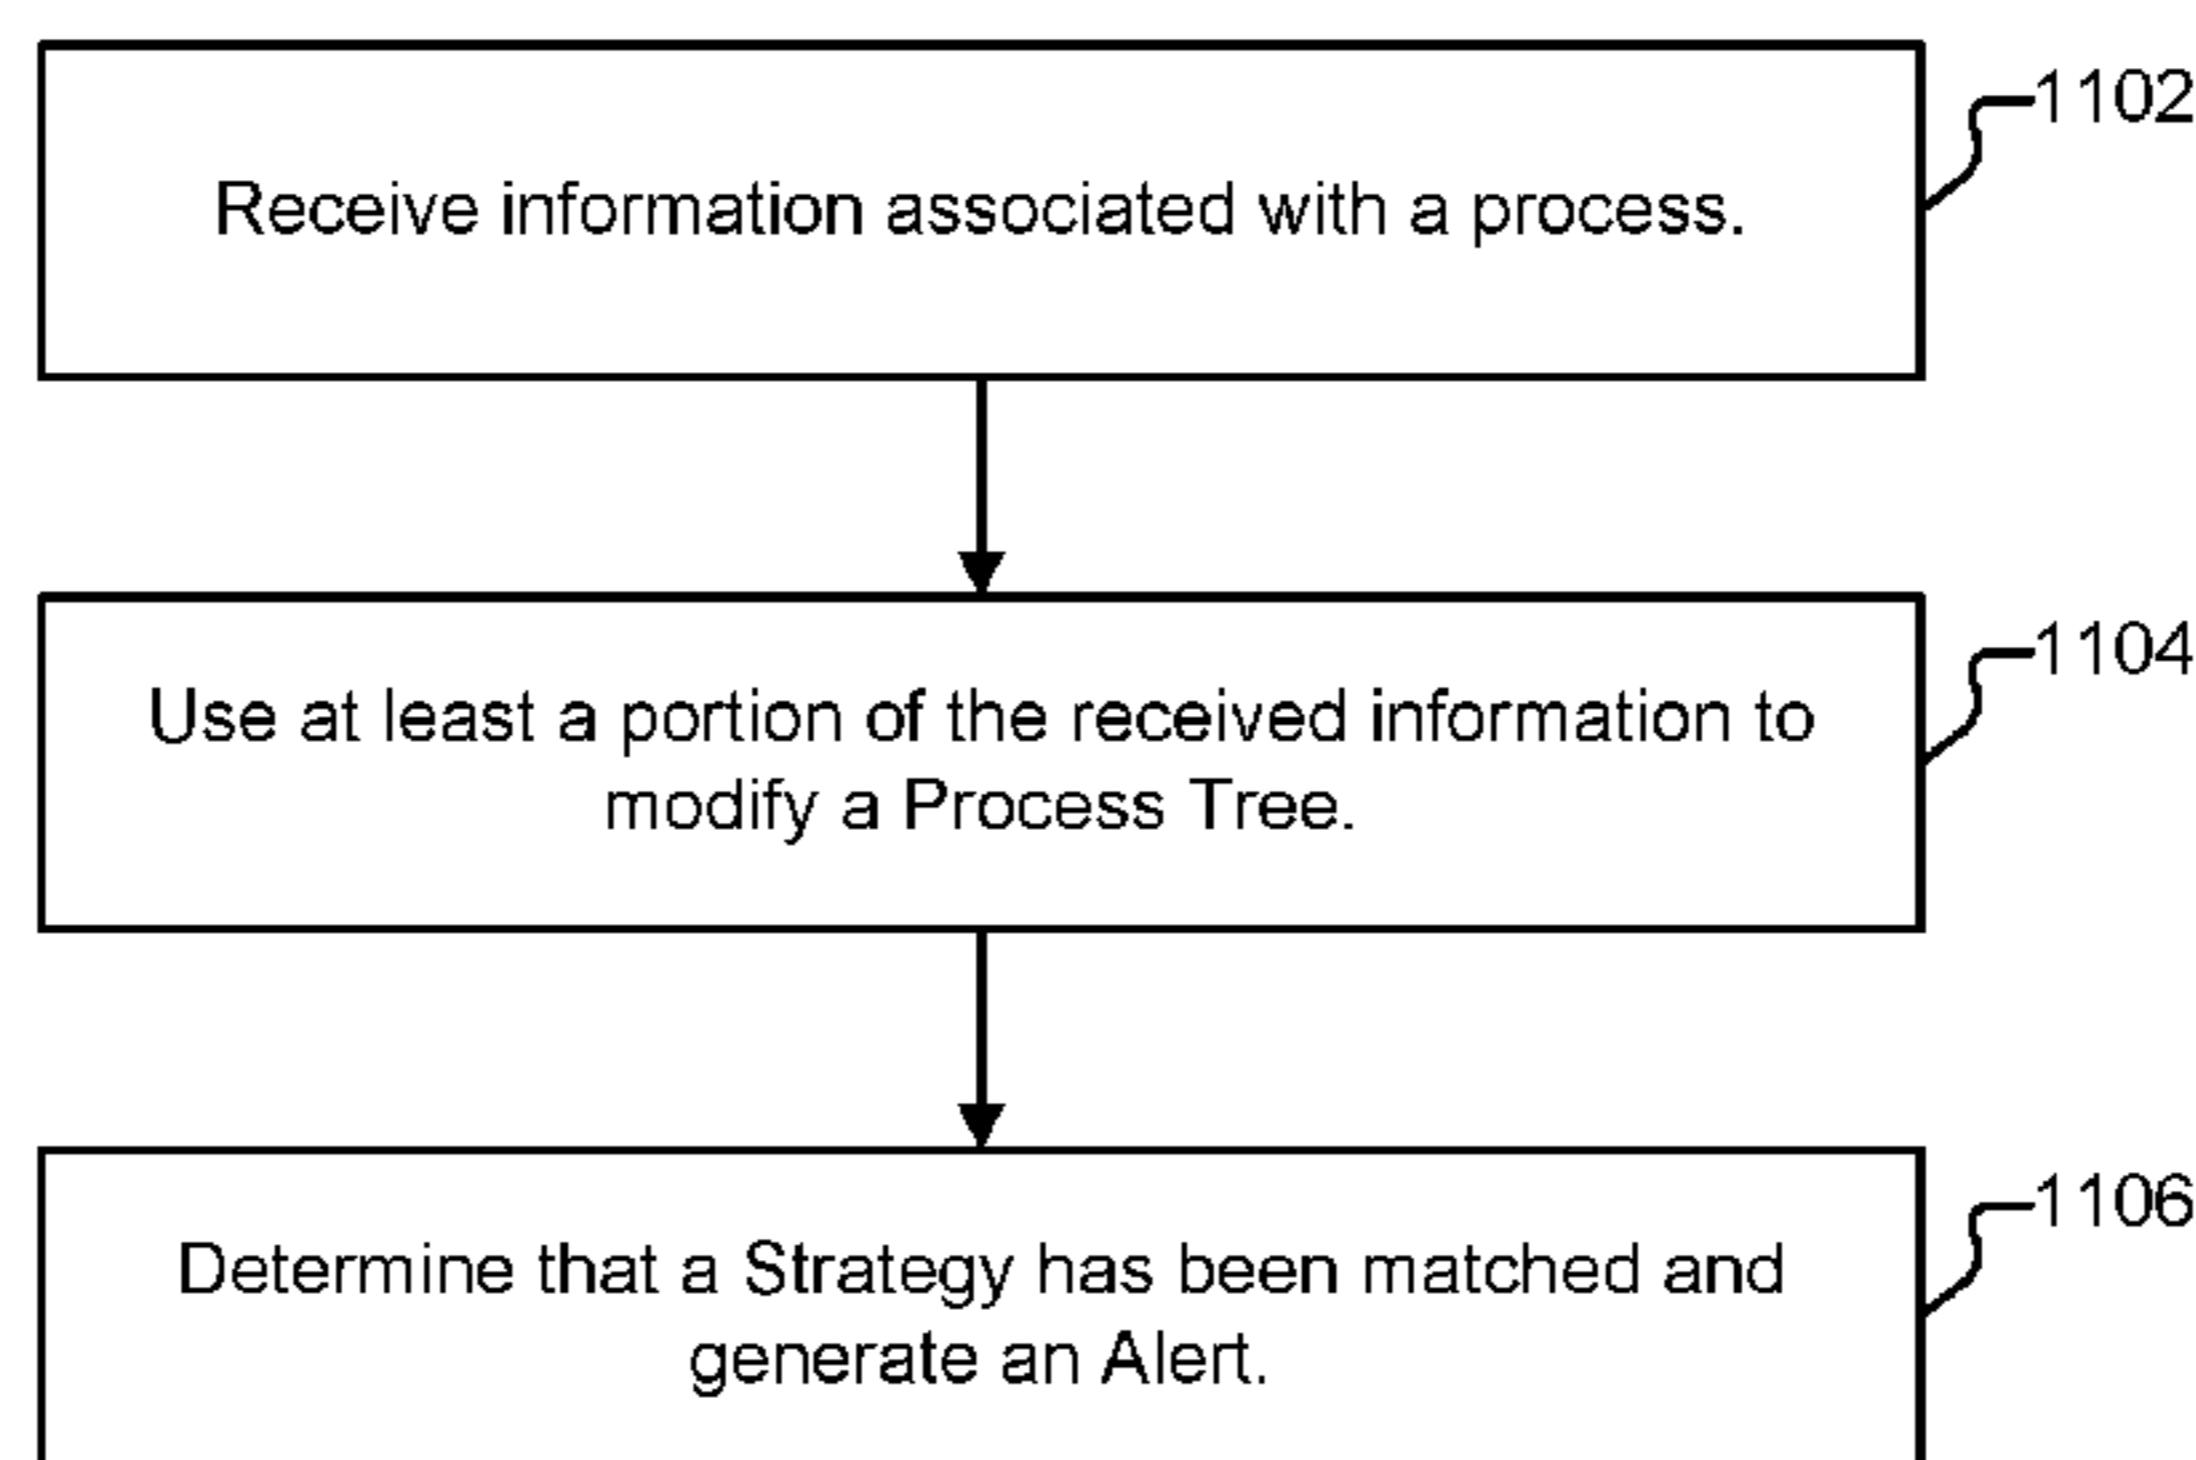 1102
Receive information associated with a process.
1104
Use at least a portion of the received information to
modify a Process Tree.
1106
Determine that a Strategy has been matched and
generate an Alert.